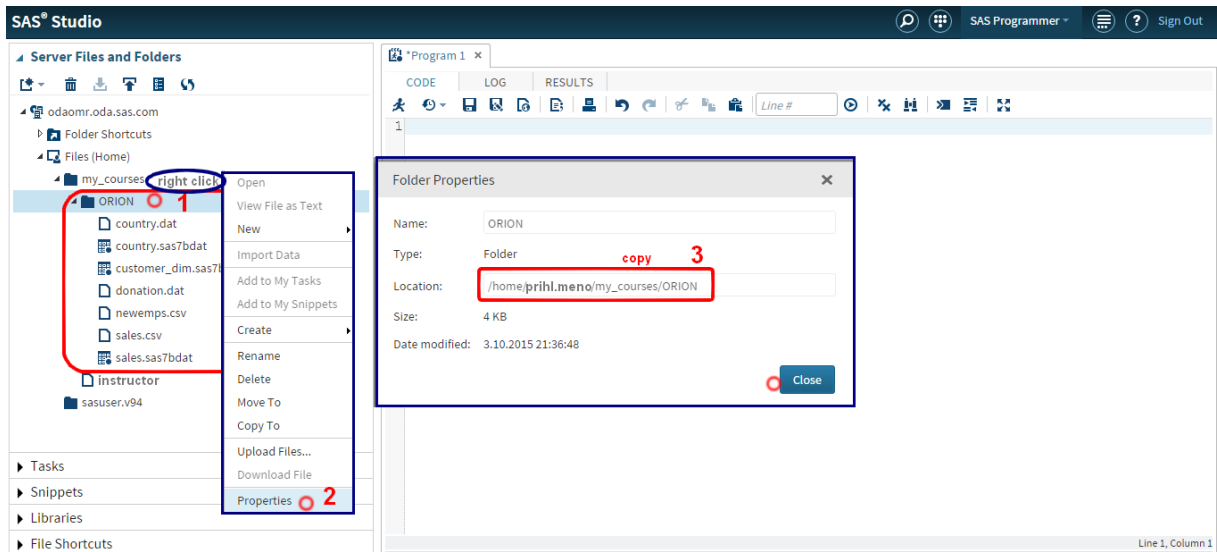 SAS® Studio
SAS Programmer
Sign Out
Server Files and Folders
odaomr.oda.sas.com
Folder Shortcuts
Files (Home)
my_courses
right click
ORION
1
country.dat
country.sas7bdat
customer_dim.sas7b
donation.dat
newemps.csv
sales.csv
sales.sas7bdat
instructor
sasuser.v94
Tasks
Snippets
Libraries
File Shortcuts
Open
View File as Text
New
Import Data
Add to My Tasks
Add to My Snippets
Create
Rename
Delete
Move To
Copy To
Upload Files...
Download File
Properties
2
*Program 1
CODE LOG RESULTS
Line #
1
Folder Properties
Name: ORION
Type: Folder
copy 3
Location: /home/prihl.meno/my_courses/ORION
Size: 4 KB
Date modified: 3.10.2015 21:36:48
Close
Line 1, Column 1